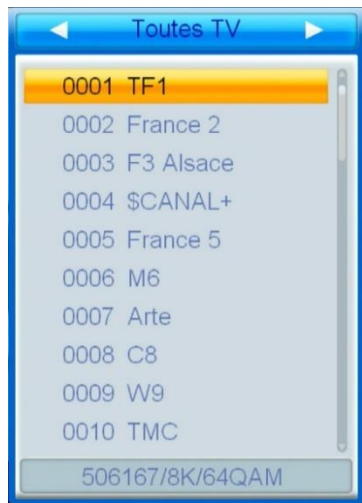 Toutes TV
0001 TF1
0002 France 2
0003 F3 Alsace
0004 $CANAL+
0005 France 5
0006 M6
0007 Arte
0008 C8
0009 W9
0010 TMC
506167/8K/64QAM